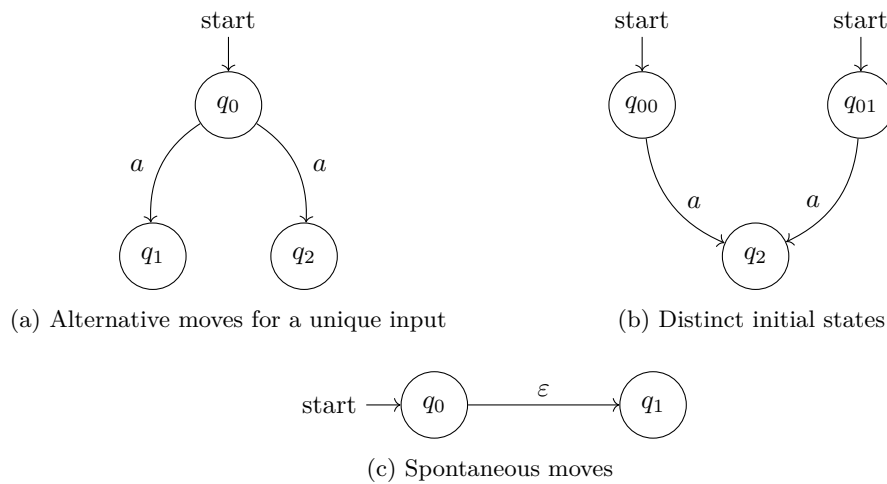 start
q₀
a
a
q₁
q₂
(a) Alternative moves for a unique input
start
start
q₀₀
q₀₁
a
a
q₂
(b) Distinct initial states
start
q₀
ε
q₁
(c) Spontaneous moves